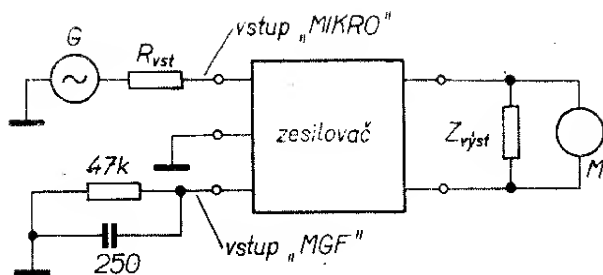 G
R_vst
vstup „MIKRO"
zesilovač
Z_výst
M
47k
250
vstup „MGF"